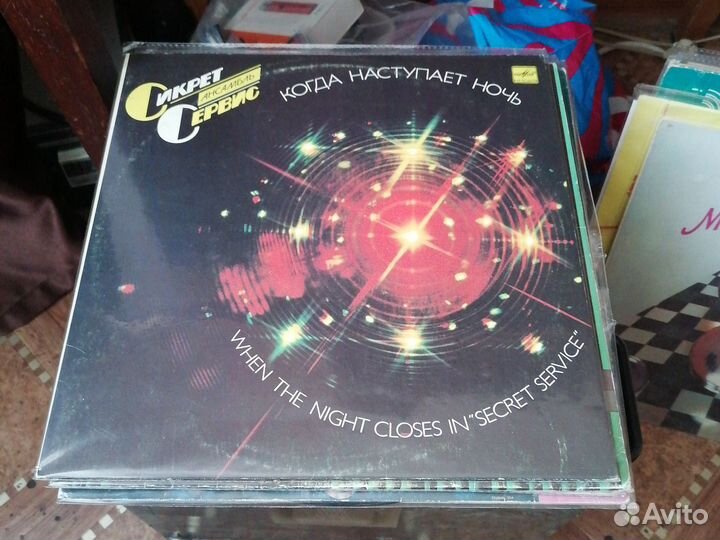 СИКРЕТ
АНСАМБЛЬ
СЕРВИС
КОГДА НАСТУПАЕТ НОЧЬ
WHEN THE NIGHT CLOSES IN "SECRET SERVICE"
Avito